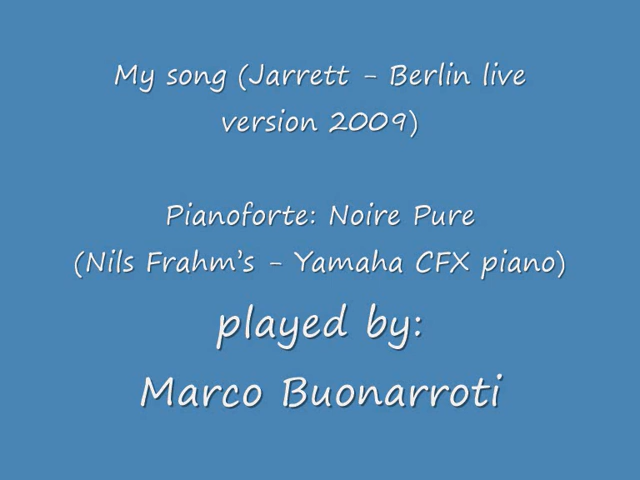 My song (Jarrett - Berlin live
version 2009)
Pianoforte: Noire Pure
(Nils Frahm's - Yamaha CFX piano)
played by:
Marco Buonarroti